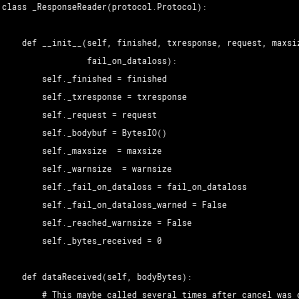 class _ResponseReader(protocol.Protocol):
def __init__(self, finished, txresponse, request,
fail_on_dataloss):
self._finished = finished
self._txresponse = txresponse
self._request = request
self._bodybuf = BytesIO()
self._maxsize  = maxsize
self._warnsize  = warnsize
self._fail_on_dataloss = fail_on_dataloss
self._fail_on_dataloss_warned = False
self._reached_warnsize = False
self._bytes_received = 0
def dataReceived(self, bodyBytes):
# This maybe called several times after cancel was